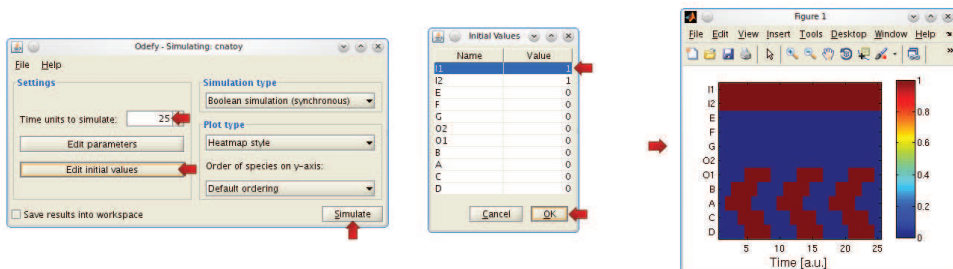 Odefy - Simulating: cnatoy
File Help
Settings
Time units to simulate: 25
Edit parameters
Edit initial values
Save results into workspace
Simulation type
Boolean simulation (synchronous)
Plot type
Heatmap style
Order of species on y-axis:
Default ordering
Simulate
Initial Values
Name Value
I1 1
I2 1
E 0
F 0
G 0
O2 0
O1 0
B 0
A 0
C 0
D 0
Cancel OK
Figure 1
File Edit View Insert Tools Desktop Window Help
I1
I2
E
F
G
O2
O1
B
A
C
D
5 10 15 20 25
Time [a.u.]
1
0.8
0.6
0.4
0.2
0